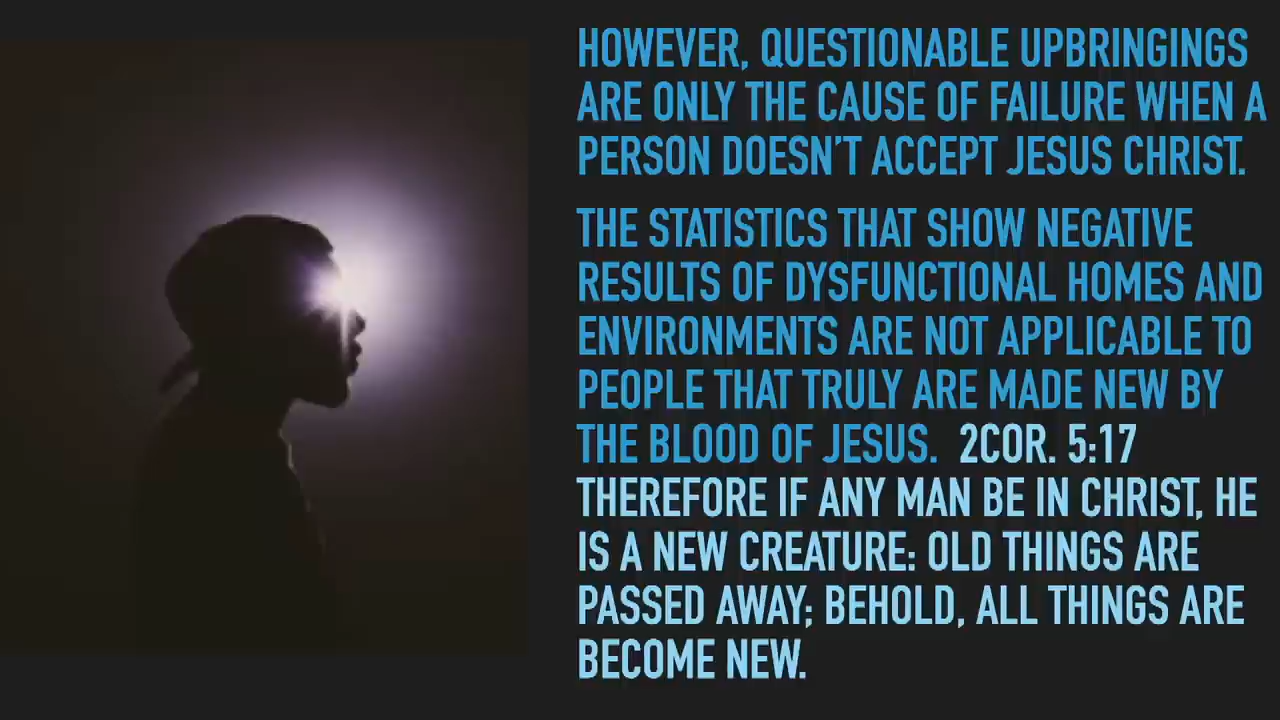 HOWEVER, QUESTIONABLE UPBRINGINGS
ARE ONLY THE CAUSE OF FAILURE WHEN A
PERSON DOESN'T ACCEPT JESUS CHRIST.
THE STATISTICS THAT SHOW NEGATIVE
RESULTS OF DYSFUNCTIONAL HOMES AND
ENVIRONMENTS ARE NOT APPLICABLE TO
PEOPLE THAT TRULY ARE MADE NEW BY
THE BLOOD OF JESUS. 2COR. 5:17
THEREFORE IF ANY MAN BE IN CHRIST, HE
IS A NEW CREATURE: OLD THINGS ARE
PASSED AWAY; BEHOLD, ALL THINGS ARE
BECOME NEW.